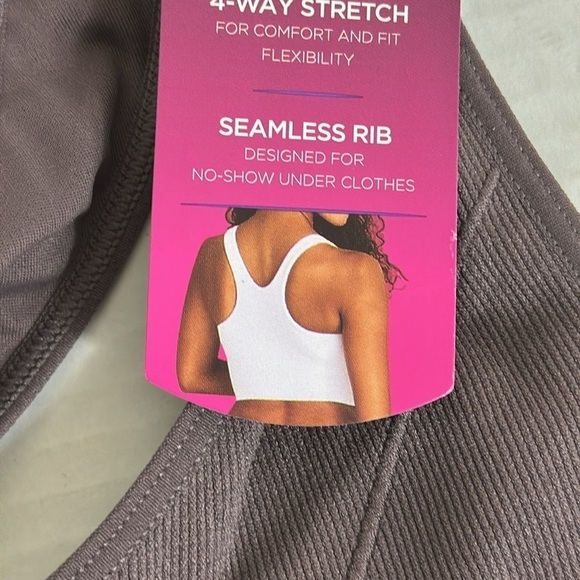 4-WAY STRETCH
FOR COMFORT AND FIT
FLEXIBILITY
SEAMLESS RIB
DESIGNED FOR
NO-SHOW UNDER CLOTHES